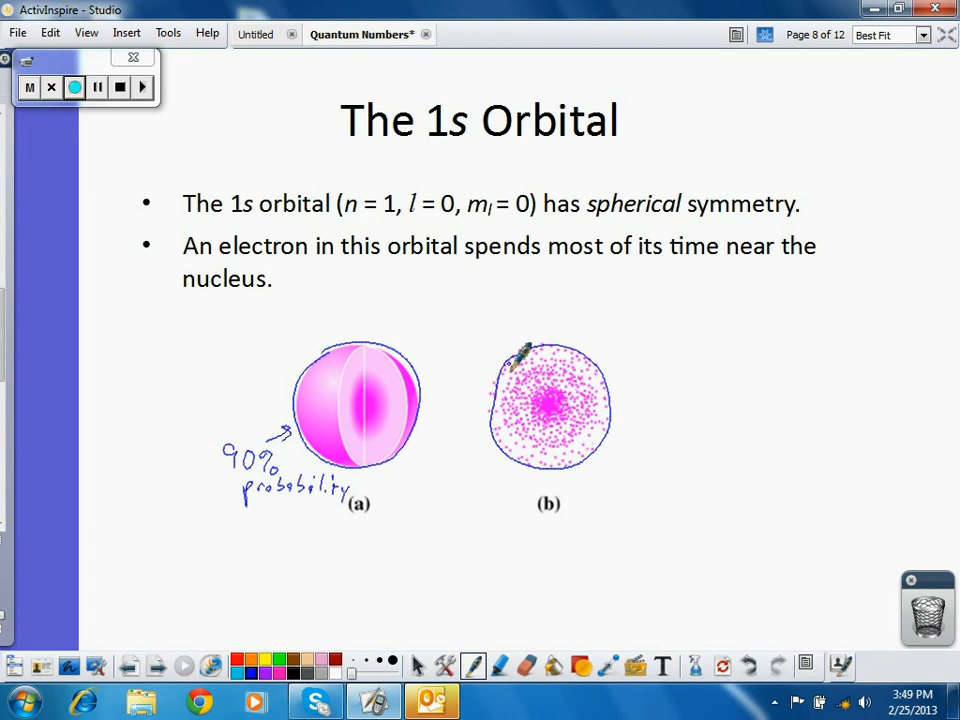 ActivInspire - Studio
File Edit View Insert Tools Help Untitled Quantum Numbers* Page 8 of 12 Best Fit
M
The 1s Orbital
• The 1s orbital (n = 1, l = 0, ml = 0) has spherical symmetry.
• An electron in this orbital spends most of its time near the
nucleus.
90%
probability
(a) (b)
T
3:49 PM
2/25/2013